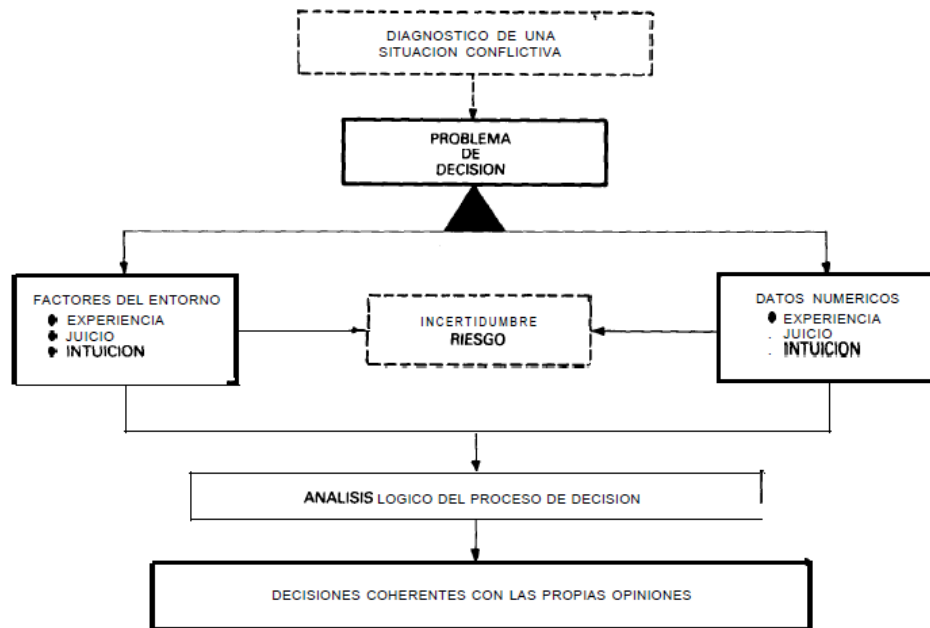 DIAGNOSTICO DE UNA
SITUACION CONFLICTIVA
PROBLEMA
DE
DECISION
FACTORES DEL ENTORNO
EXPERIENCIA
JUICIO
INTUICION
INCERTIDUMBRE
RIESGO
DATOS NUMERICOS
EXPERIENCIA
JUICIO
INTUICION
ANALISIS LOGICO DEL PROCESO DE DECISION
DECISIONES COHERENTES CON LAS PROPIAS OPINIONES